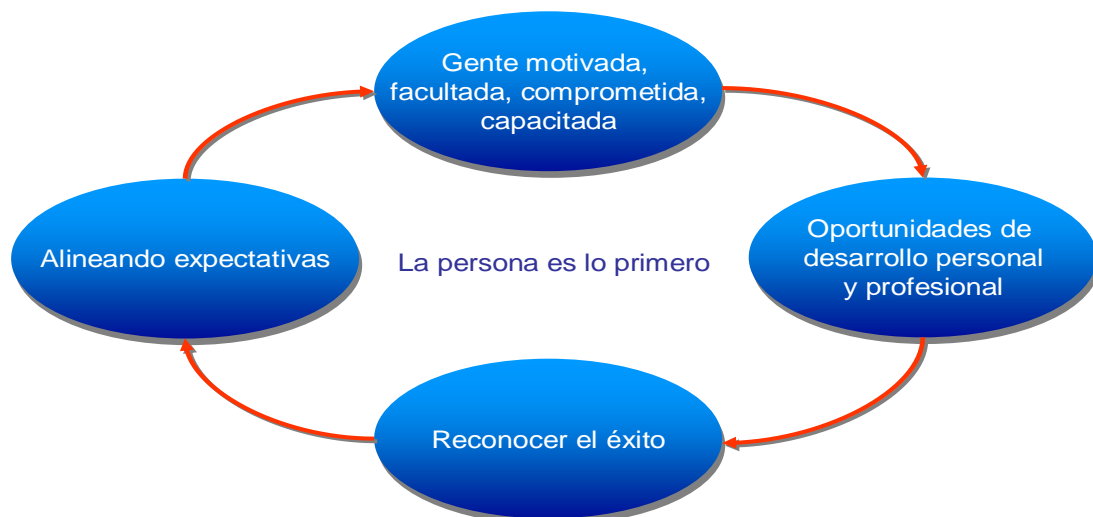 Gente motivada,
facultada, comprometida,
capacitada
Oportunidades de
desarrollo personal
y profesional
Alineando expectativas
La persona es lo primero
Reconocer el éxito